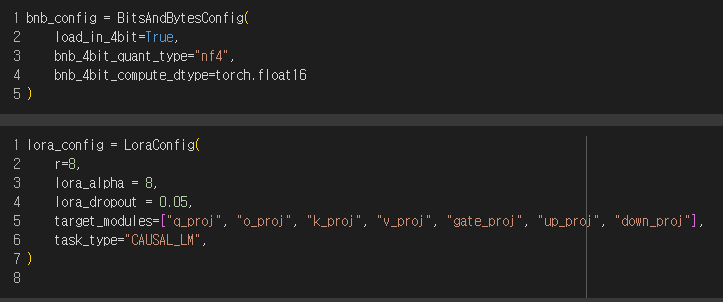 1 bnb_config = BitsAndBytesConfig(
2     load_in_4bit=True,
3     bnb_4bit_quant_type="nf4",
4     bnb_4bit_compute_dtype=torch.float16
5 )
1 lora_config = LoraConfig(
2     r=8,
3     lora_alpha = 8,
4     lora_dropout = 0.05,
5     target_modules=["q_proj", "o_proj", "k_proj", "v_proj", "gate_proj", "up_proj", "down_proj"],
6     task_type="CAUSAL_LM",
7 )
8